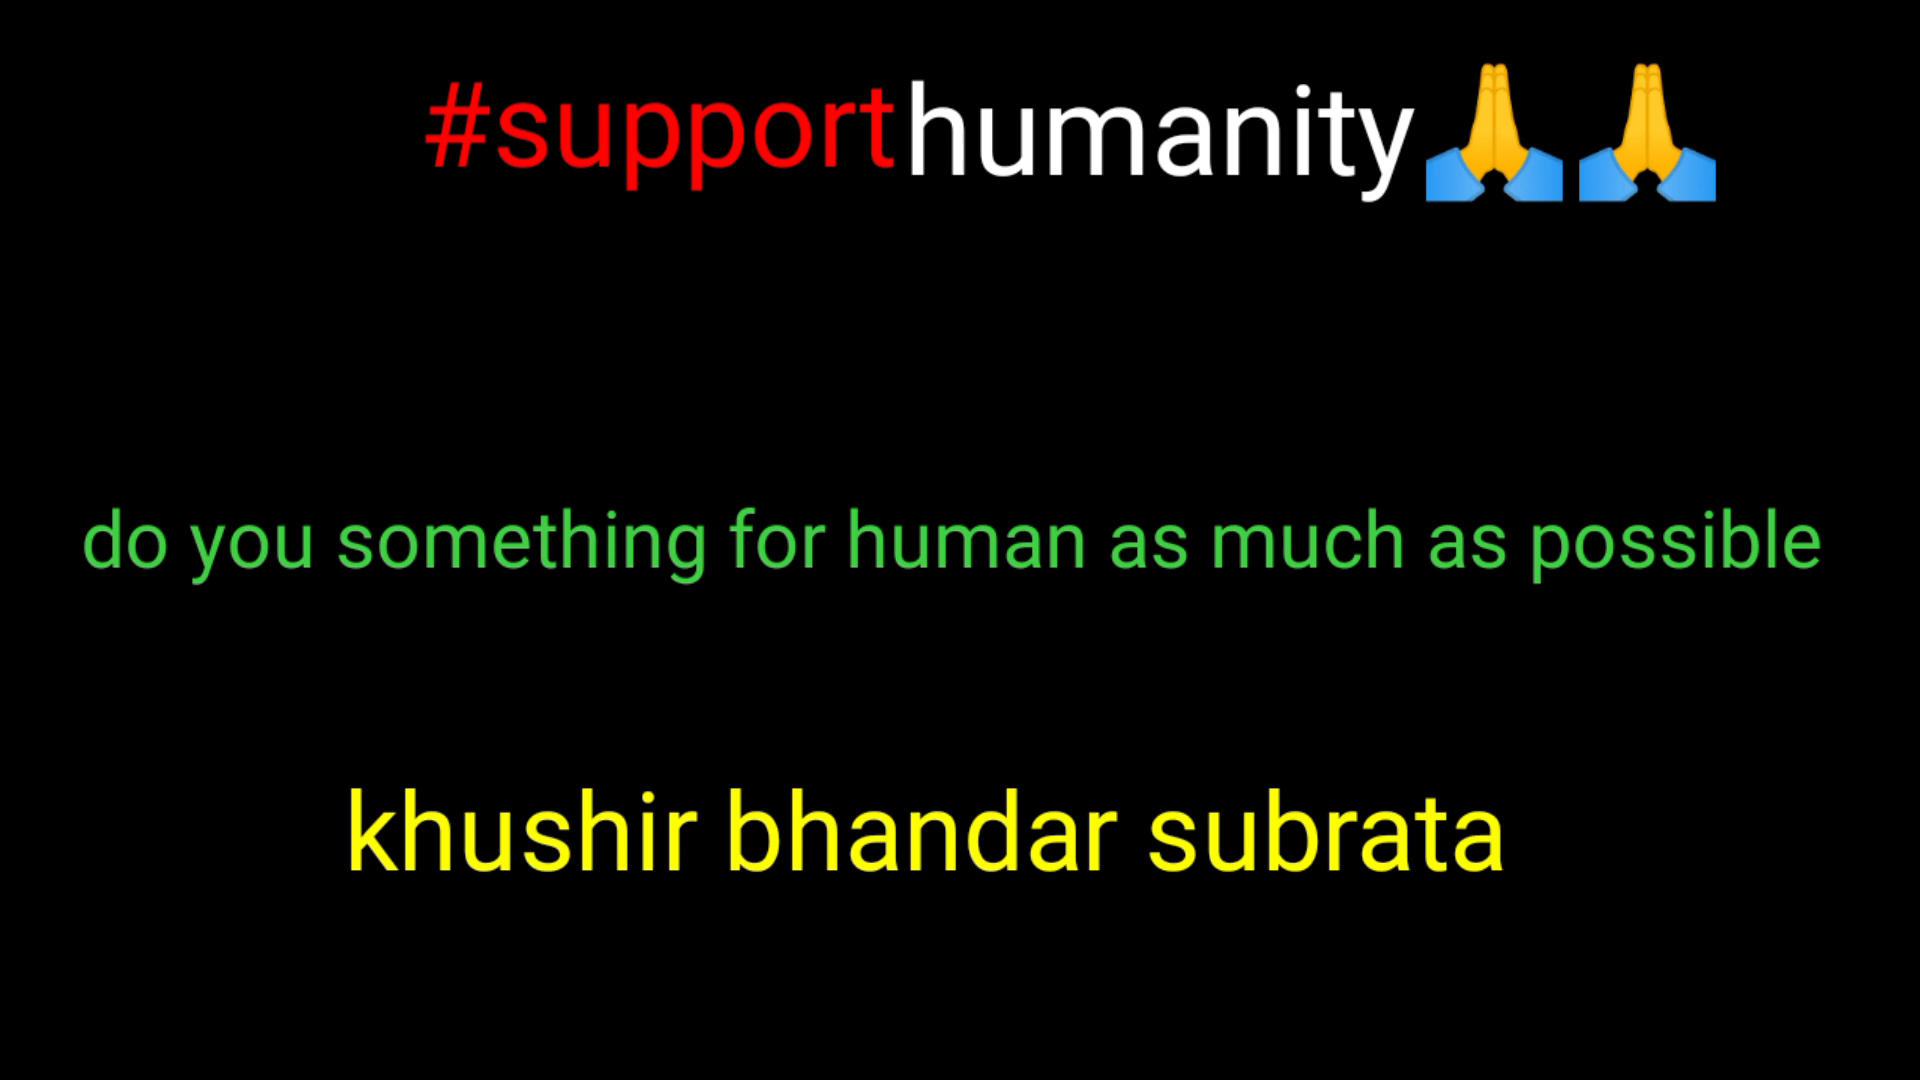 #supporthumanity🙏🙏
do you something for human as much as possible
khushir bhandar subrata